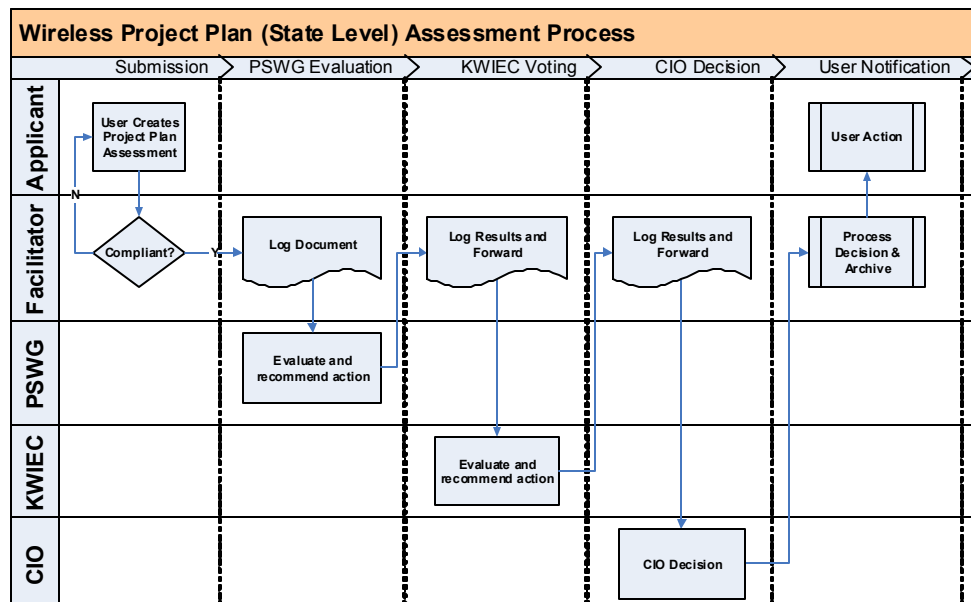 Wireless Project Plan (State Level) Assessment Process
Submission
PSWG Evaluation
KWIEC Voting
CIO Decision
User Notification
Applicant
User Creates
Project Plan
Assessment
User Action
N
Facilitator
Compliant?
Y
Log Document
Log Results and
Forward
Log Results and
Forward
Process
Decision &
Archive
PSWG
Evaluate and
recommend action
KWIEC
Evaluate and
recommend action
CIO
CIO Decision